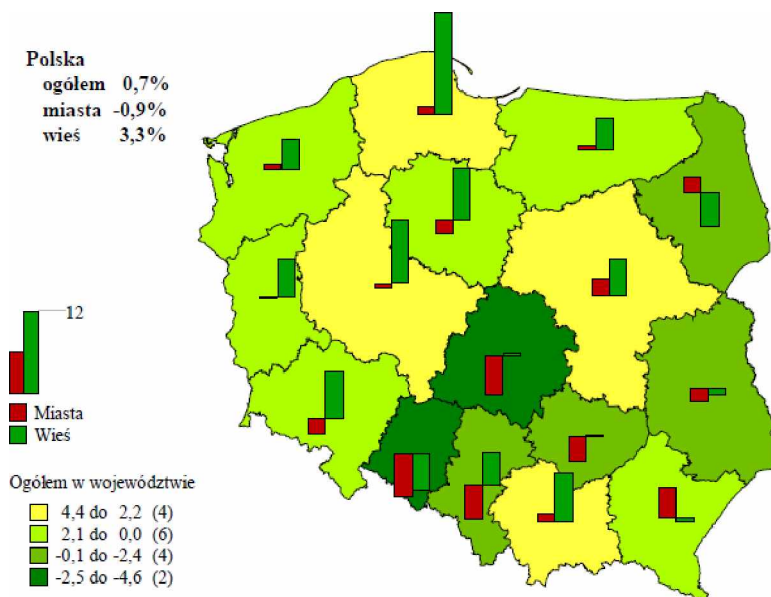 Polska
ogółem 0,7%
miasta -0,9%
wieś 3,3%
12
Miasta
Wieś
Ogółem w województwie
4,4 do 2,2 (4)
2,1 do 0,0 (6)
-0,1 do -2,4 (4)
-2,5 do -4,6 (2)